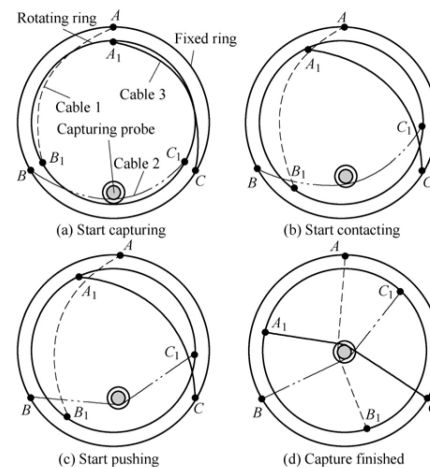 Rotating ring
A
Fixed ring
A1
Cable 3
Cable 1
Capturing probe
B1
C1
B
Cable 2
C
(a) Start capturing
A
A1
C1
B
B1
C
(b) Start contacting
A
A1
C1
B
B1
C
(c) Start pushing
A
C1
A1
B
B1
C
(d) Capture finished